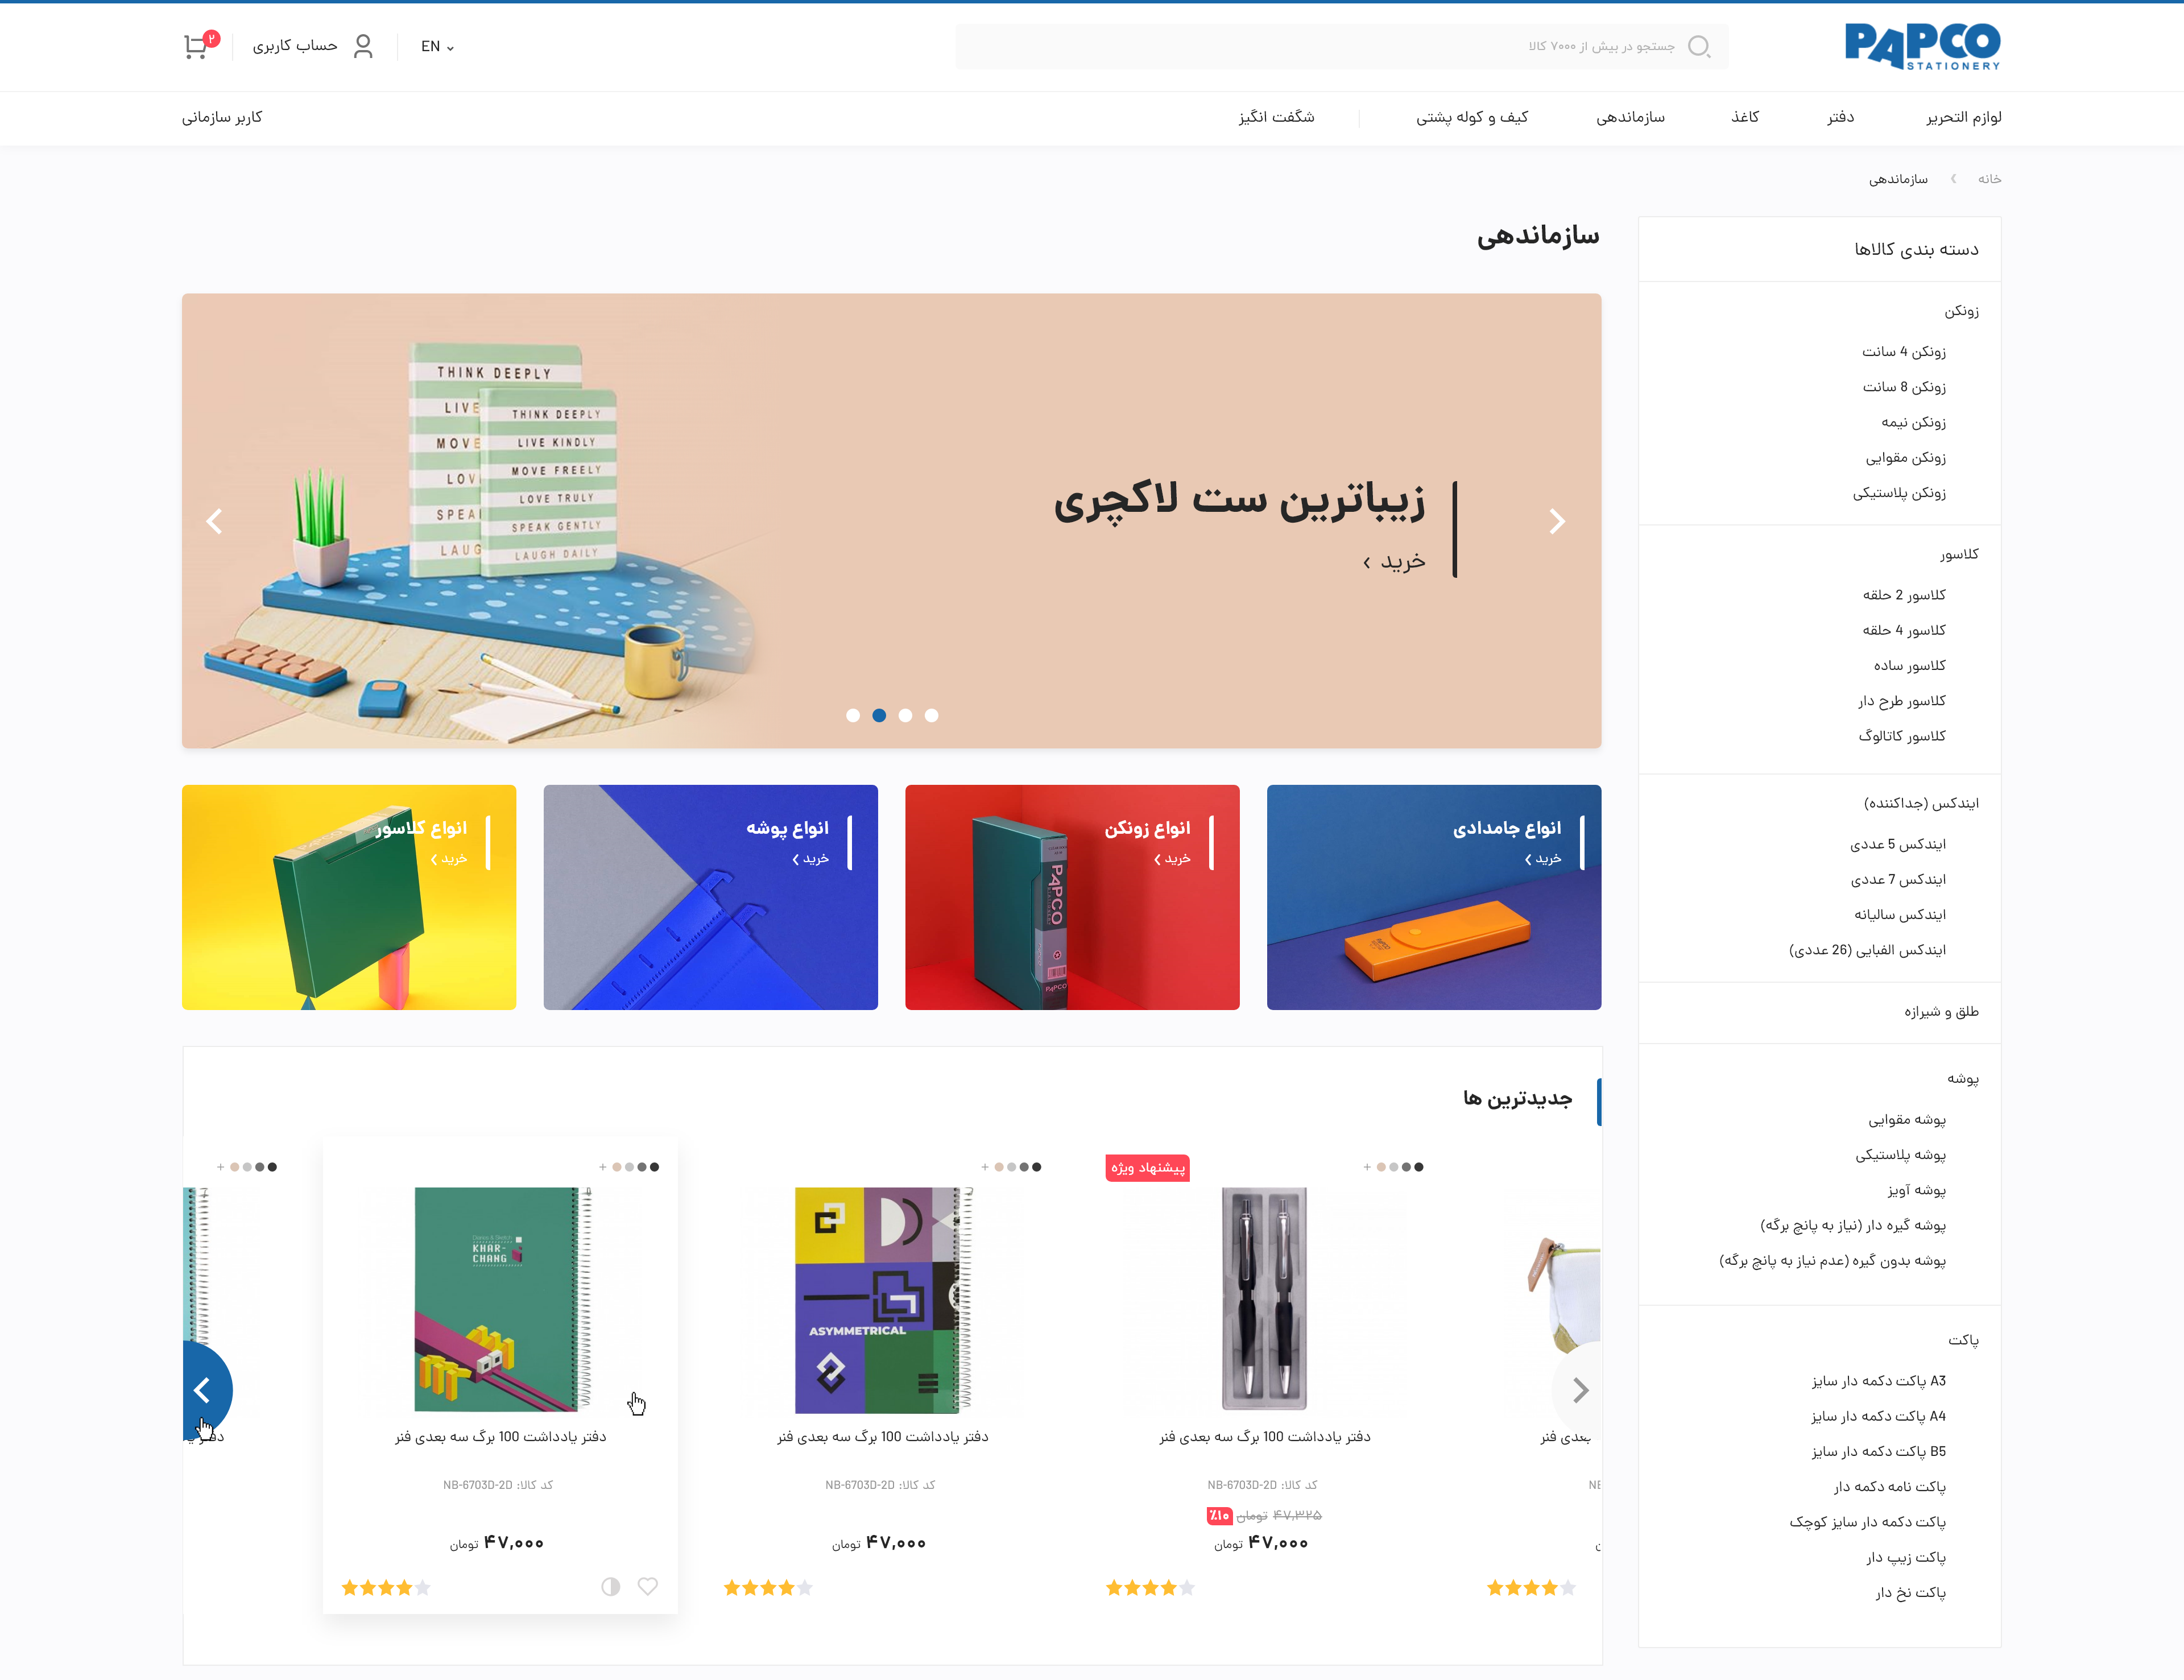 PAPCO
STATIONERY
جستجو در بیش از ۷۰۰۰ کالا
EN
حساب کاربری
۲
لوازم التحریر
دفتر
کاغذ
سازماندهی
کیف و کوله پشتی
شگفت انگیز
کاربر سازمانی
خانه
سازماندهی
دسته بندی کالاها
زونکن
زونکن 4 سانت
زونکن 8 سانت
زونکن نیمه
زونکن مقوایی
زونکن پلاستیکی
کلاسور
کلاسور 2 حلقه
کلاسور 4 حلقه
کلاسور ساده
کلاسور طرح دار
کلاسور کاتالوگ
ایندکس (جداکننده)
ایندکس 5 عددی
ایندکس 7 عددی
ایندکس سالیانه
ایندکس الفبایی (26 عددی)
طلق و شیرازه
پوشه
پوشه مقوایی
پوشه پلاستیکی
پوشه آویز
پوشه گیره دار (نیاز به پانچ برگه)
پوشه بدون گیره (عدم نیاز به پانچ برگه)
پاکت
A3 پاکت دکمه دار سایز
A4 پاکت دکمه دار سایز
B5 پاکت دکمه دار سایز
پاکت نامه دکمه دار
پاکت دکمه دار سایز کوچک
پاکت زیپ دار
پاکت نخ دار
سازماندهی
زیباترین ست لاکچری
خرید
THINK DEEPLY
LIVE
MOVE
LOV
SPEA
LAUG
THINK DEEPLY
LIVE KINDLY
MOVE FREELY
LOVE TRULY
SPEAK GENTLY
LAUGH DAILY
انواع جامدادی
خرید
PAPCO
انواع زونکن
خرید
PAPCO
PAPCO
انواع پوشه
خرید
انواع کلاسور
خرید
جدیدترین ها
بعدی فنر
پیشنهاد ویژه
دفتر یادداشت 100 برگ سه بعدی فنر
کد کالا: NB-6703D-2D
۴۷,۳۲۵ تومان ٪۱۰
۴۷,۰۰۰ تومان
ASYMMETRICAL
دفتر یادداشت 100 برگ سه بعدی فنر
کد کالا: NB-6703D-2D
۴۷,۰۰۰ تومان
KHAR-
CHANG
دفتر یادداشت 100 برگ سه بعدی فنر
کد کالا: NB-6703D-2D
۴۷,۰۰۰ تومان